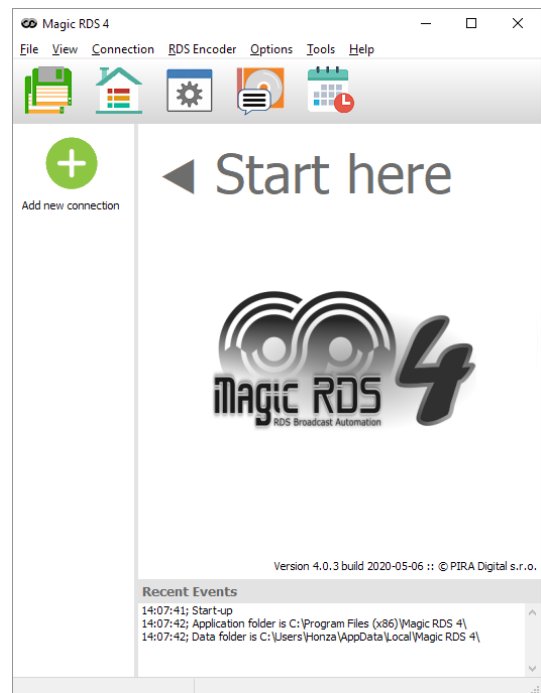 Magic RDS 4
File View Connection RDS Encoder Options Tools Help
Add new connection
Start here
Magic RDS 4
RDS Broadcast Automation
Version 4.0.3 build 2020-05-06 :: © PIRA Digital s.r.o.
Recent Events
14:07:41; Start-up
14:07:42; Application folder is C:\Program Files (x86)\Magic RDS 4\
14:07:42; Data folder is C:\Users\Honza\AppData\Local\Magic RDS 4\